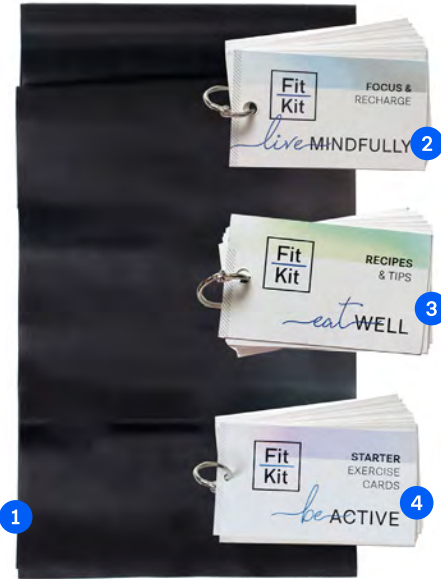 Fit
Kit
FOCUS &
RECHARGE
live MINDFULLY
2
Fit
Kit
RECIPES
& TIPS
eat WELL
3
Fit
Kit
STARTER
EXERCISE
CARDS
be ACTIVE
4
1